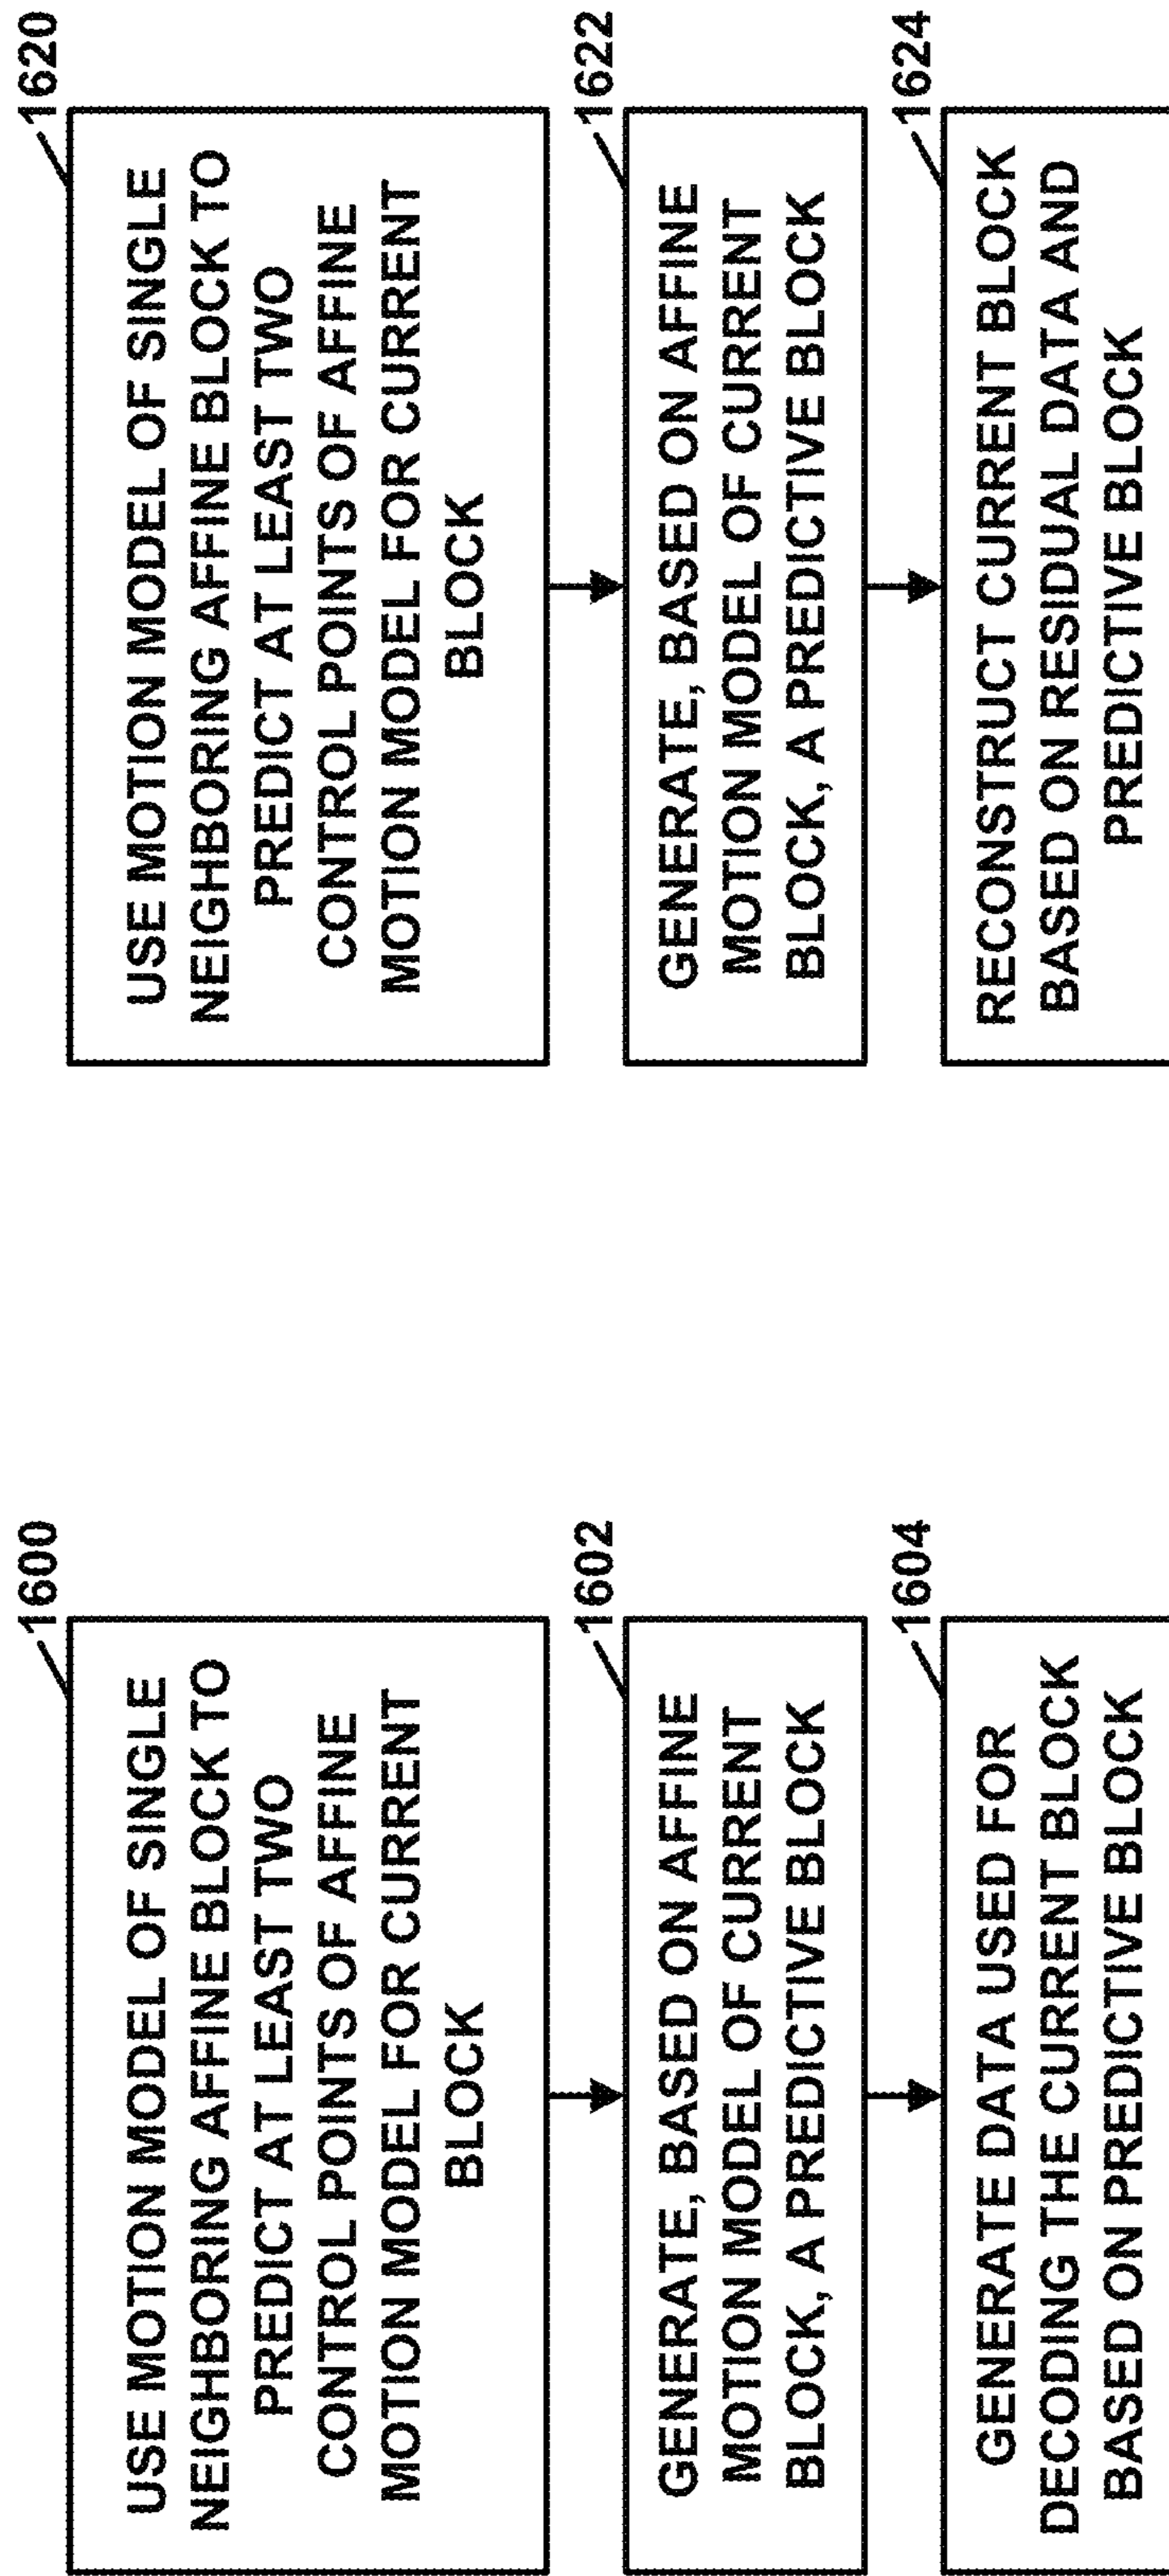 1600
USE MOTION MODEL OF SINGLE
NEIGHBORING AFFINE BLOCK TO
PREDICT AT LEAST TWO
CONTROL POINTS OF AFFINE
MOTION MODEL FOR CURRENT
BLOCK
1602
GENERATE, BASED ON AFFINE
MOTION MODEL OF CURRENT
BLOCK, A PREDICTIVE BLOCK
1604
GENERATE DATA USED FOR
DECODING THE CURRENT BLOCK
BASED ON PREDICTIVE BLOCK
1620
USE MOTION MODEL OF SINGLE
NEIGHBORING AFFINE BLOCK TO
PREDICT AT LEAST TWO
CONTROL POINTS OF AFFINE
MOTION MODEL FOR CURRENT
BLOCK
1622
GENERATE, BASED ON AFFINE
MOTION MODEL OF CURRENT
BLOCK, A PREDICTIVE BLOCK
1624
RECONSTRUCT CURRENT BLOCK
BASED ON RESIDUAL DATA AND
PREDICTIVE BLOCK